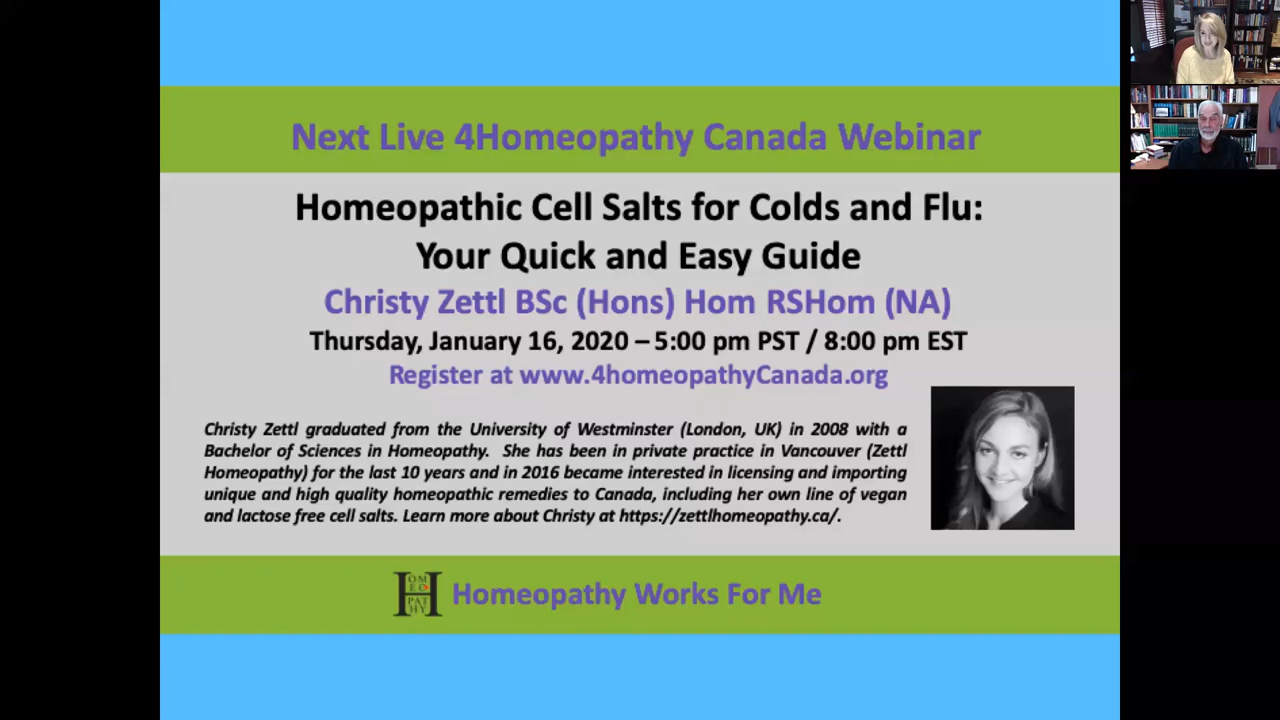 Next Live 4Homeopathy Canada Webinar
Homeopathic Cell Salts for Colds and Flu:
Your Quick and Easy Guide
Christy Zettl BSc (Hons) Hom RSHom (NA)
Thursday, January 16, 2020 – 5:00 pm PST / 8:00 pm EST
Register at www.4homeopathyCanada.org
Christy Zettl graduated from the University of Westminster (London, UK) in 2008 with a
Bachelor of Sciences in Homeopathy. She has been in private practice in Vancouver (Zettl
Homeopathy) for the last 10 years and in 2016 became interested in licensing and importing
unique and high quality homeopathic remedies to Canada, including her own line of vegan
and lactose free cell salts. Learn more about Christy at https://zettlhomeopathy.ca/.
HOMEOPATHY
Homeopathy Works For Me